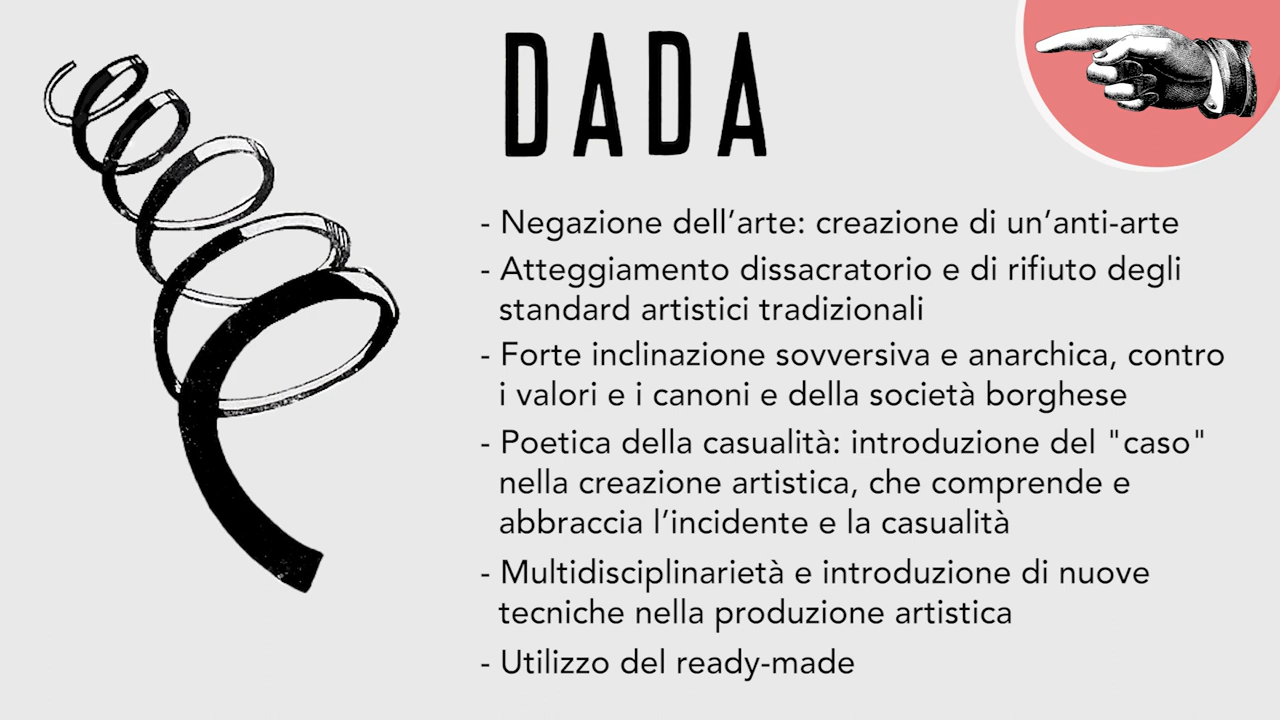 DADA
- Negazione dell’arte: creazione di un’anti-arte
- Atteggiamento dissacratorio e di rifiuto degli
standard artistici tradizionali
- Forte inclinazione sovversiva e anarchica, contro
i valori e i canoni e della società borghese
- Poetica della casualità: introduzione del "caso"
nella creazione artistica, che comprende e
abbraccia l’incidente e la casualità
- Multidisciplinarietà e introduzione di nuove
tecniche nella produzione artistica
- Utilizzo del ready-made